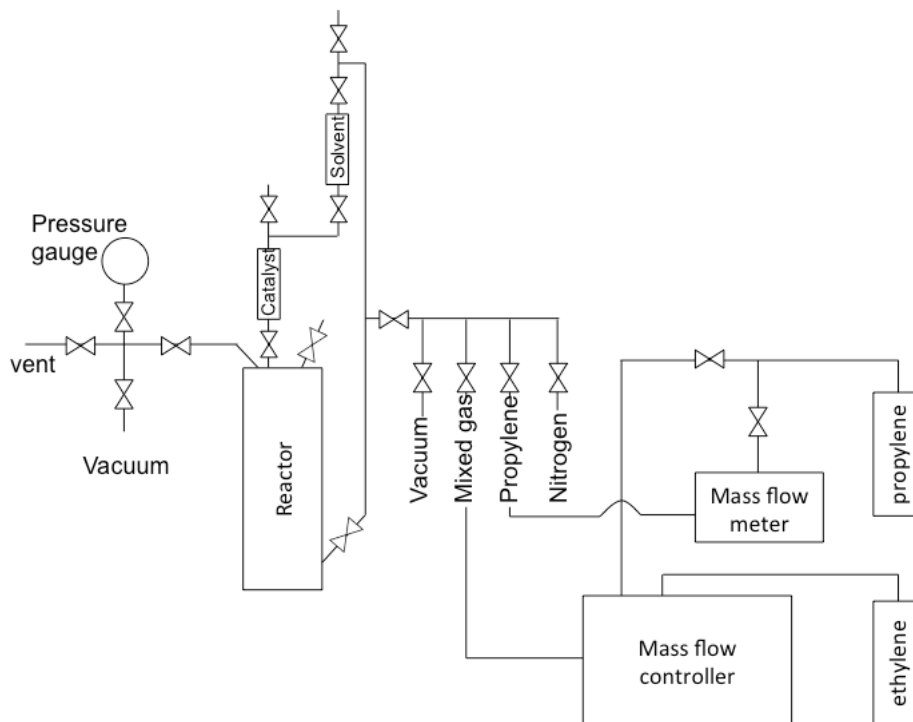 Solvent
Pressure
gauge
Catalyst
vent
Vacuum
Reactor
Vacuum
Mixed gas
Propylene
Nitrogen
propylene
Mass flow
meter
Mass flow
controller
ethylene